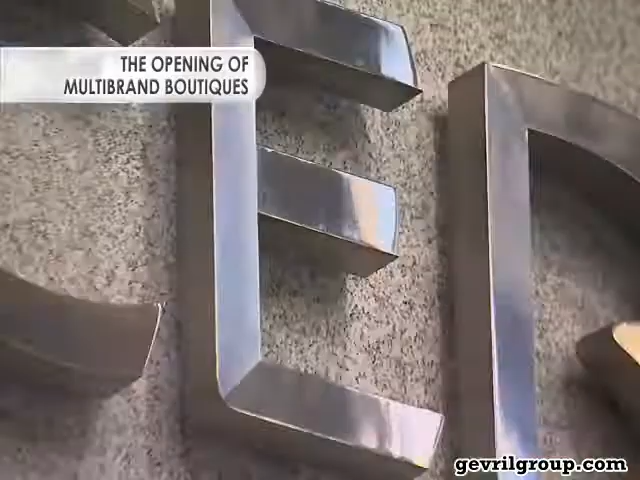 THE OPENING OF
MULTIBRAND BOUTIQUES
E
gevrilgroup.com